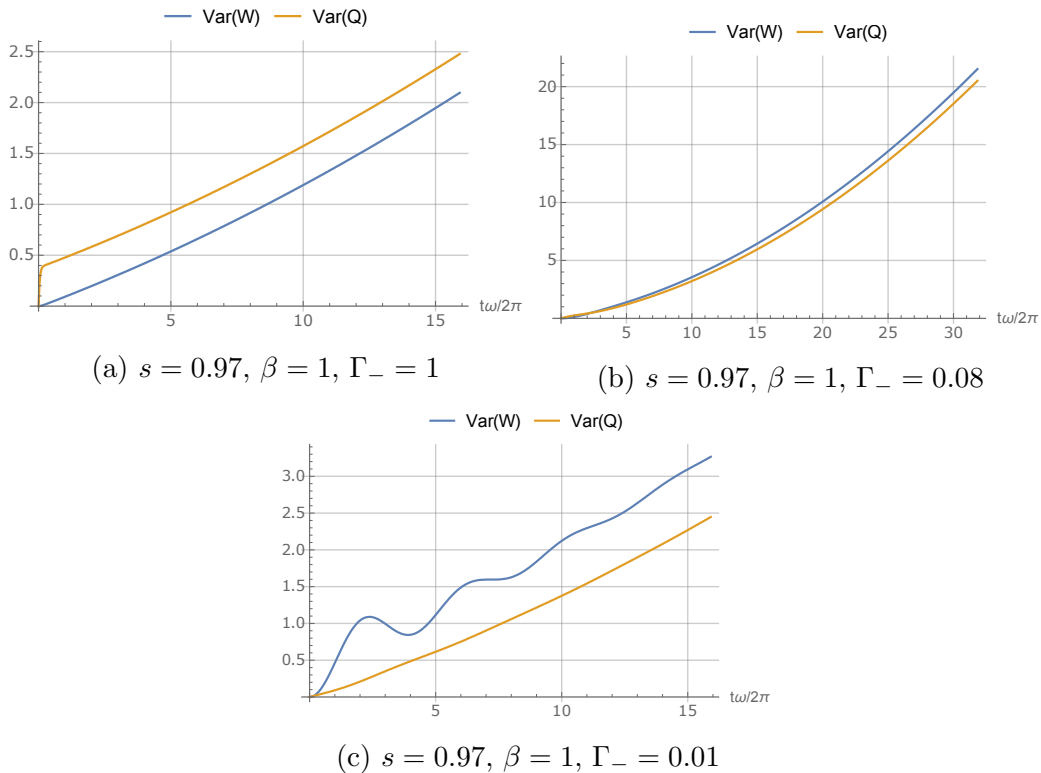 Var(W) Var(Q)
2.5
2.0
1.5
1.0
0.5
5 10 15
tω/2π
(a) s = 0.97, β = 1, Γ− = 1
Var(W) Var(Q)
20
15
10
5
5 10 15 20 25 30
tω/2π
(b) s = 0.97, β = 1, Γ− = 0.08
Var(W) Var(Q)
3.0
2.5
2.0
1.5
1.0
0.5
5 10 15
tω/2π
(c) s = 0.97, β = 1, Γ− = 0.01